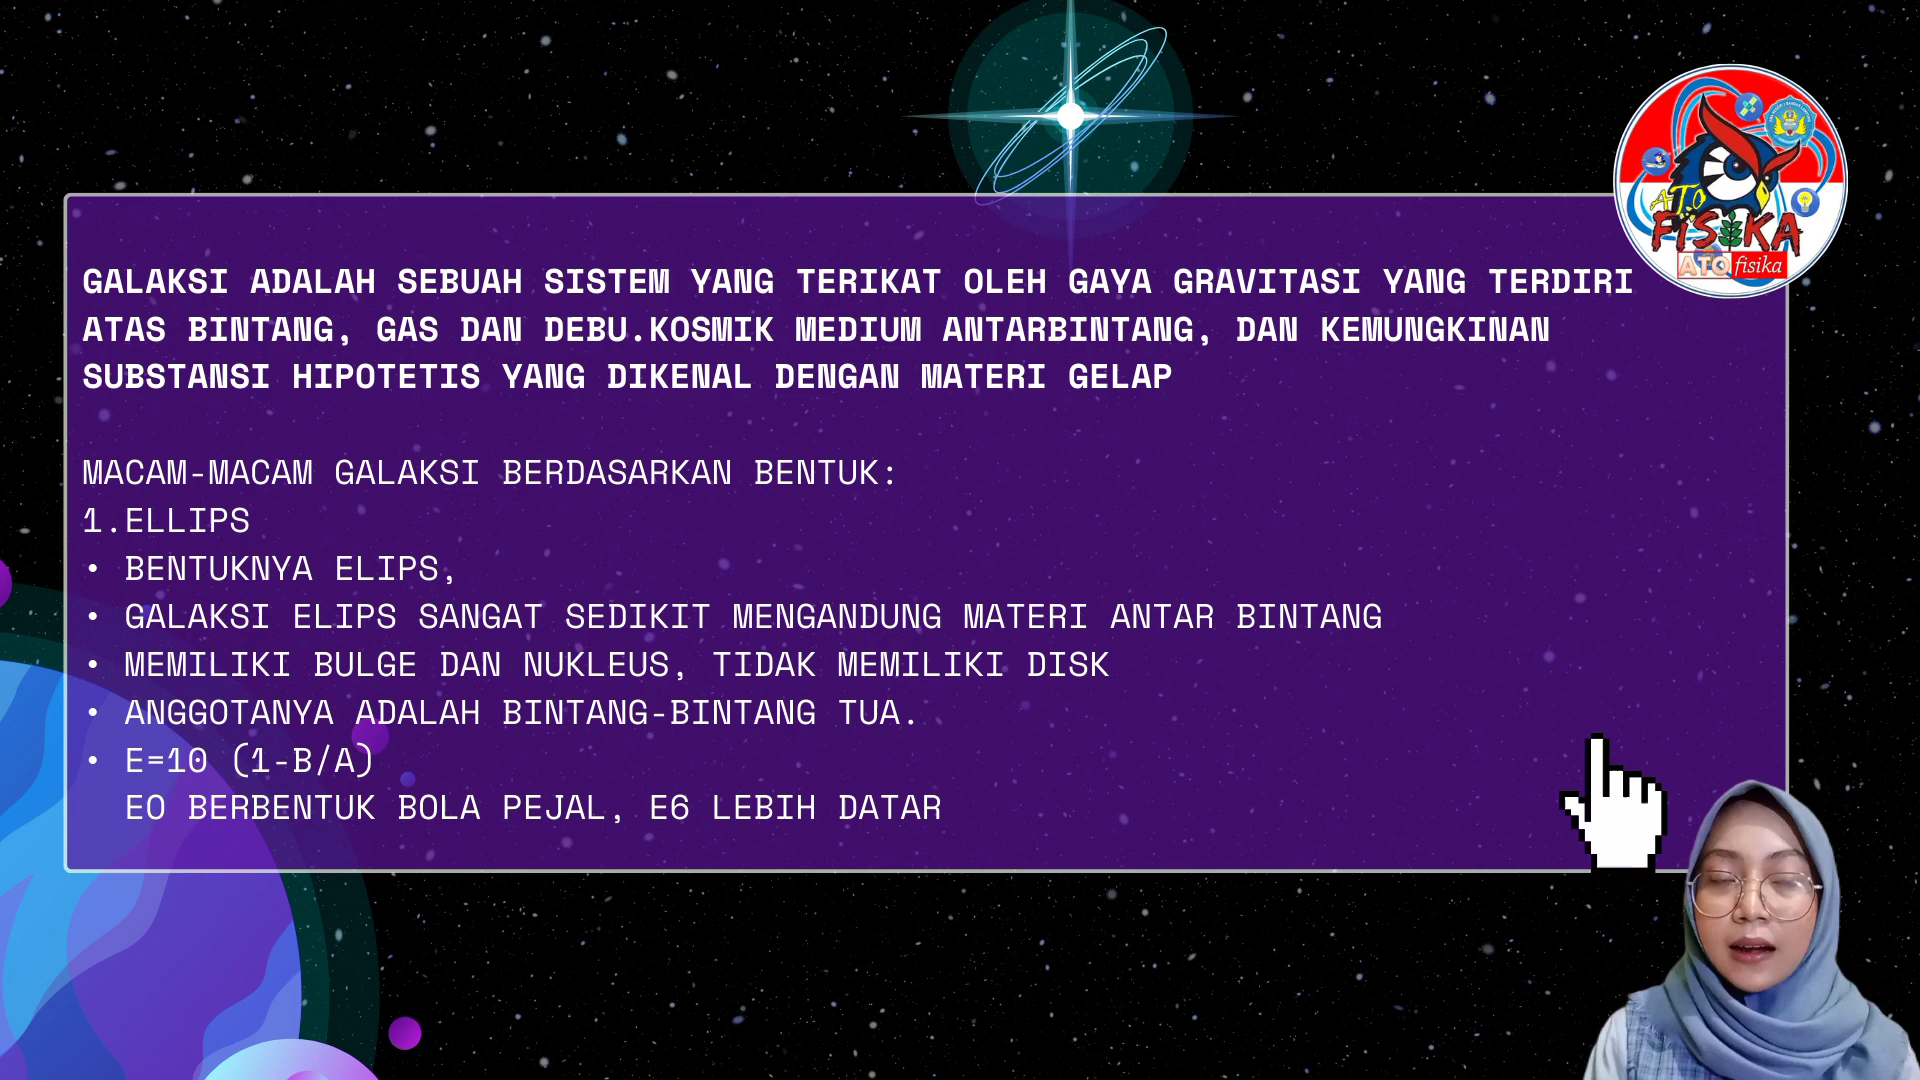 GALAKSI ADALAH SEBUAH SISTEM YANG TERIKAT OLEH GAYA GRAVITASI YANG TERDIRI
ATAS BINTANG, GAS DAN DEBU.KOSMIK MEDIUM ANTARBINTANG, DAN KEMUNGKINAN
SUBSTANSI HIPOTETIS YANG DIKENAL DENGAN MATERI GELAP
MACAM-MACAM GALAKSI BERDASARKAN BENTUK:
1.ELLIPS
• BENTUKNYA ELIPS,
• GALAKSI ELIPS SANGAT SEDIKIT MENGANDUNG MATERI ANTAR BINTANG
• MEMILIKI BULGE DAN NUKLEUS, TIDAK MEMILIKI DISK
• ANGGOTANYA ADALAH BINTANG-BINTANG TUA.
• E=10 (1-B/A)
EO BERBENTUK BOLA PEJAL, E6 LEBIH DATAR
ATO
FISIKA
ATO fisika